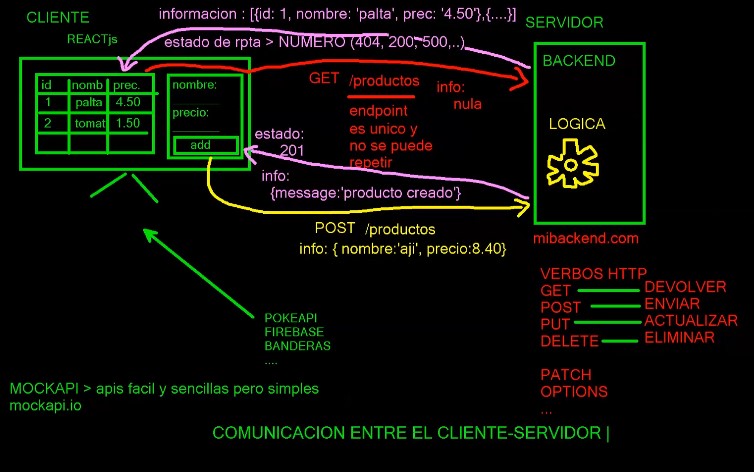 CLIENTE
informacion : [{id: 1, nombre: 'palta', prec: '4.50'},{....}]
SERVIDOR
REACTjs
estado de rpta > NUMERO (404, 200, 500,..)
BACKEND
id nomb prec.
1 palta 4.50
2 tomat 1.50
nombre:
precio:
add
GET /productos
info:
nula
endpoint
es unico y
no se puede
repetir
LOGICA
estado:
201
info:
{message:'producto creado'}
POST /productos
info: { nombre:'aji', precio:8.40}
mibackend.com
VERBOS HTTP
GET DEVOLVER
POST ENVIAR
PUT ACTUALIZAR
DELETE ELIMINAR
PATCH
OPTIONS
...
POKEAPI
FIREBASE
BANDERAS
....
MOCKAPI > apis facil y sencillas pero simples
mockapi.io
COMUNICACION ENTRE EL CLIENTE-SERVIDOR |